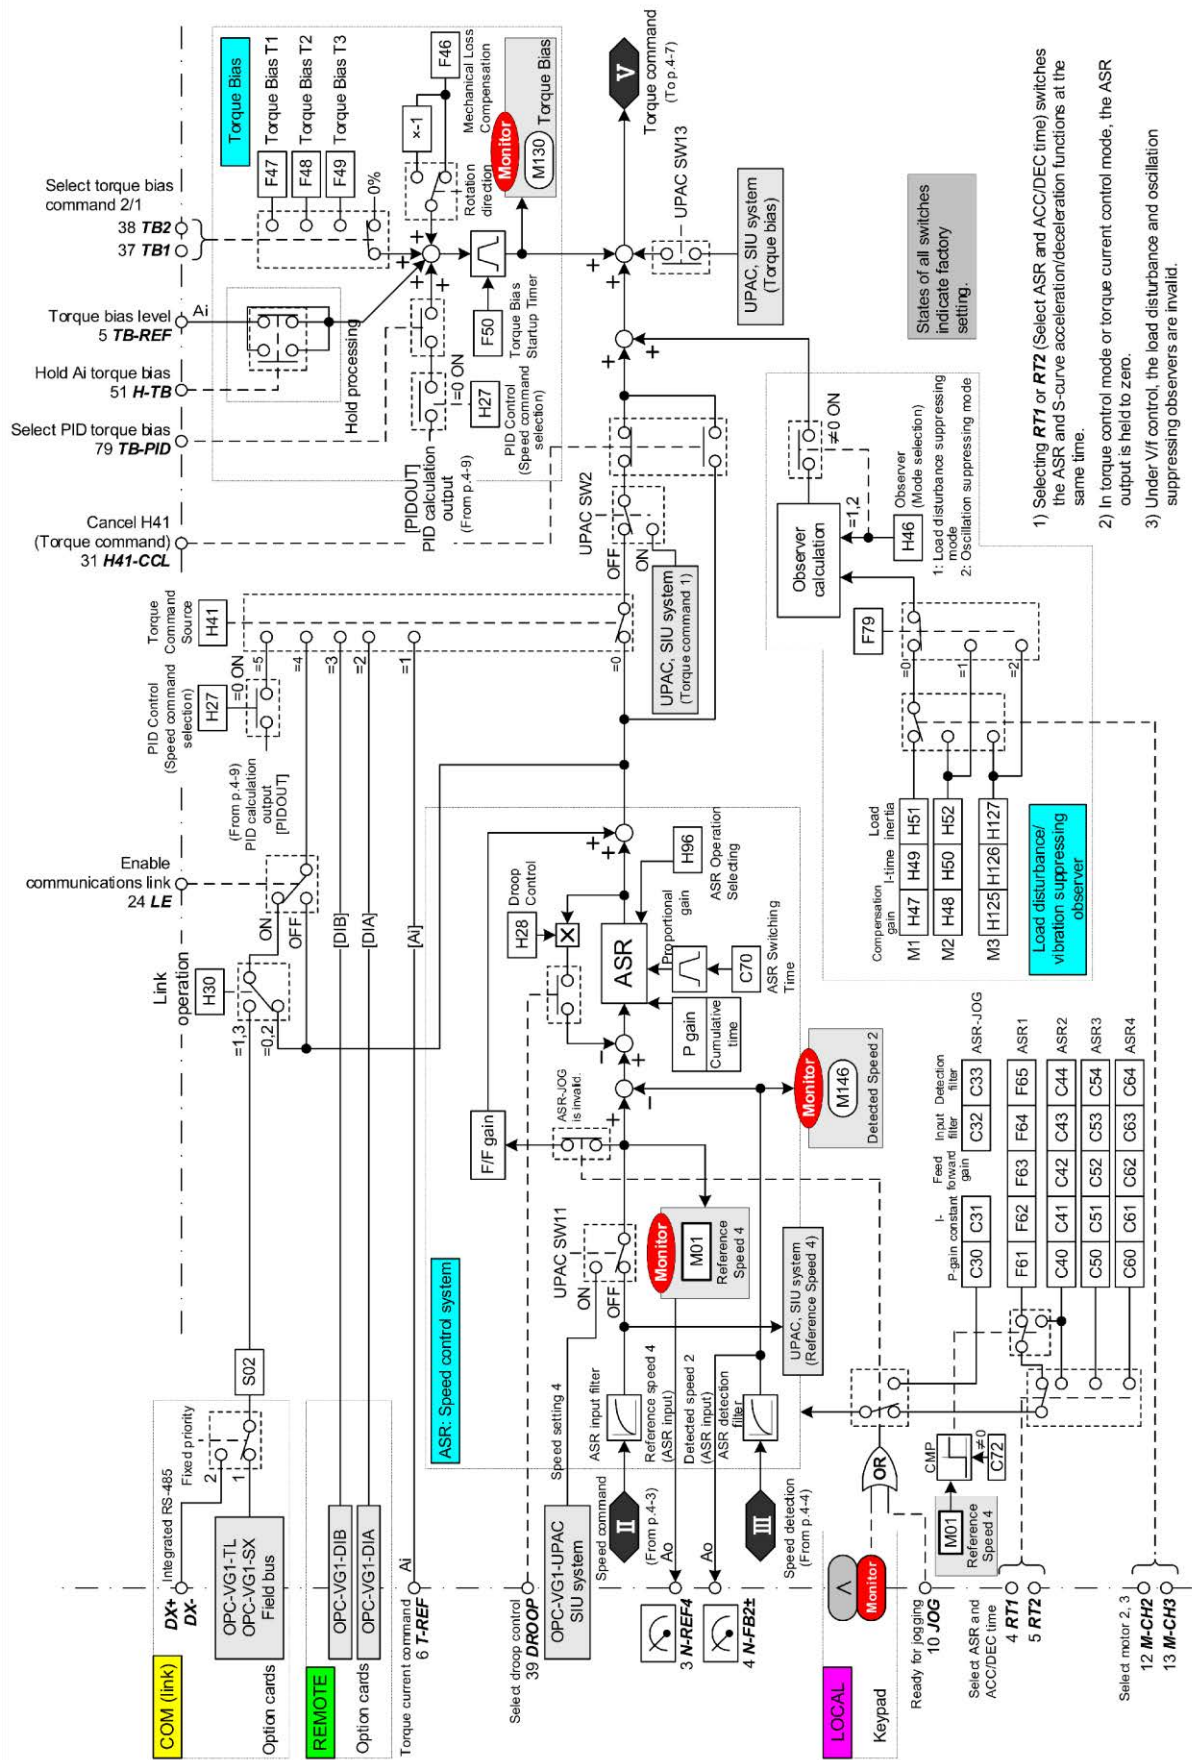 COM (link)
DX+
DX-
Integrated RS-485
Fixed priority
2
1
OPC-VG1-TL
OPC-VG1-SX
Field bus
Option cards
S02
REMOTE
OPC-VG1-DIB
OPC-VG1-DIA
Option cards
Torque current command
6 T-REF
Ai
Link
operation
H30
=1,3
=0,2
ON
OFF
Enable
communications link
24 LE
[DIB]
[DIA]
[Ai]
PID Control
(Speed command
selection)
H27
=0 ON
(From p.4-9)
PID calculation
output
[PIDOUT]
Torque
Command
Source
H41
=5
=4
=3
=2
=1
=0
Cancel H41
(Torque command)
31 H41-CCL
Select PID torque bias
79 TB-PID
Hold Ai torque bias
51 H-TB
Torque bias level
5 TB-REF
Ai
Select torque bias
command 2/1
38 TB2
37 TB1
Torque Bias
F47 Torque Bias T1
F48 Torque Bias T2
F49 Torque Bias T3
0%
Hold processing
[PIDOUT]
PID calculation
output
(From p.4-9)
=0 ON
H27
PID Control
(Speed command
selection)
F50
Torque Bias
Startup Timer
×-1
F46
Mechanical Loss
Compensation
Rotation
direction
Monitor
M130
Torque Bias
V
Torque command
(To p.4-7)
UPAC SW13
UPAC, SIU system
(Torque bias)
UPAC SW2
OFF
ON
UPAC, SIU system
(Torque command 1)
States of all switches
indicate factory
setting.
Observer
calculation
≠0 ON
=1,2
H46
Observer
(Mode selection)
1: Load disturbance suppressing
mode
2: Oscillation suppressing mode
F79
=0
=1
=2
Compensation
gain
I-time
Load
inertia
M1 H47 H49 H51
M2 H48 H50 H52
M3 H125 H126 H127
Load disturbance/
vibration suppressing
observer
1) Selecting RT1 or RT2 (Select ASR and ACC/DEC time) switches
the ASR and S-curve acceleration/deceleration functions at the
same time.
2) In torque control mode or torque current control mode, the ASR
output is held to zero.
3) Under V/f control, the load disturbance and oscillation
suppressing observers are invalid.
ASR: Speed control system
Select droop control
39 DROOP
OPC-VG1-UPAC
SIU system
Speed setting 4
UPAC SW11
ON
OFF
F/F gain
ASR-JOG
is invalid.
H28
Droop
Control
X
ASR
H96
ASR Operation
Selecting
Proportional
gain
C70
ASR Switching
Time
P gain
Cumulative
time
Speed command
II
(From p.4-3)
ASR input filter
Reference speed 4
(ASR input)
Monitor
M01
Reference
Speed 4
Ao
3 N-REF4
Detected speed 2
(ASR input)
ASR detection
filter
Ao
4 N-FB2±
Speed detection
(From p.4-4)
III
UPAC, SIU system
(Reference Speed 4)
Monitor
M146
Detected Speed 2
LOCAL
Keypad
∧
Monitor
OR
Ready for jogging
10 JOG
Select ASR and
ACC/DEC time
4 RT1
5 RT2
M01
Reference
Speed 4
CMP
≠0
C72
Select motor 2, 3
12 M-CH2
13 M-CH3
P-gain
I-
constant
Feed
forward
gain
Input
filter
Detection
filter
C30 C31 C32 C33 ASR-JOG
F61 F62 F63 F64 F65 ASR1
C40 C41 C42 C43 C44 ASR2
C50 C51 C52 C53 C54 ASR3
C60 C61 C62 C63 C64 ASR4